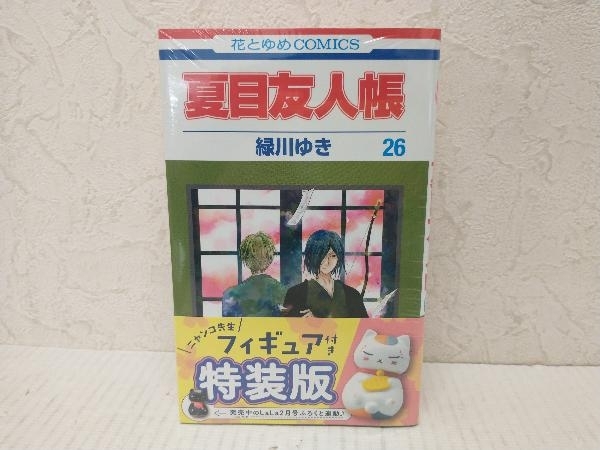 花とゆめCOMICS
夏目友人帳
緑川ゆき 26
ニャンコ先生
フィギュア付き
特装版
発売中のLaLa2月号ふろくと連動♪